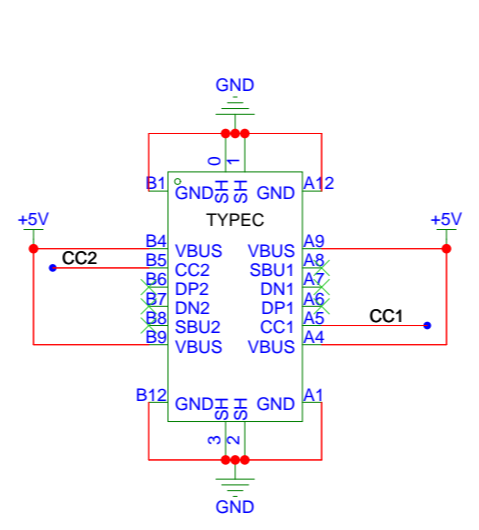 GND
0 1
B1 GND SH SH GND A12
TYPEC
+5V +5V
B4 VBUS VBUS A9
CC2 B5 CC2 SBU1 A8
B6 DP2 DN1 A7
B7 DN2 DP1 A6
B8 SBU2 CC1 A5 CC1
B9 VBUS VBUS A4
B12 GND SH SH GND A1
3 2
GND